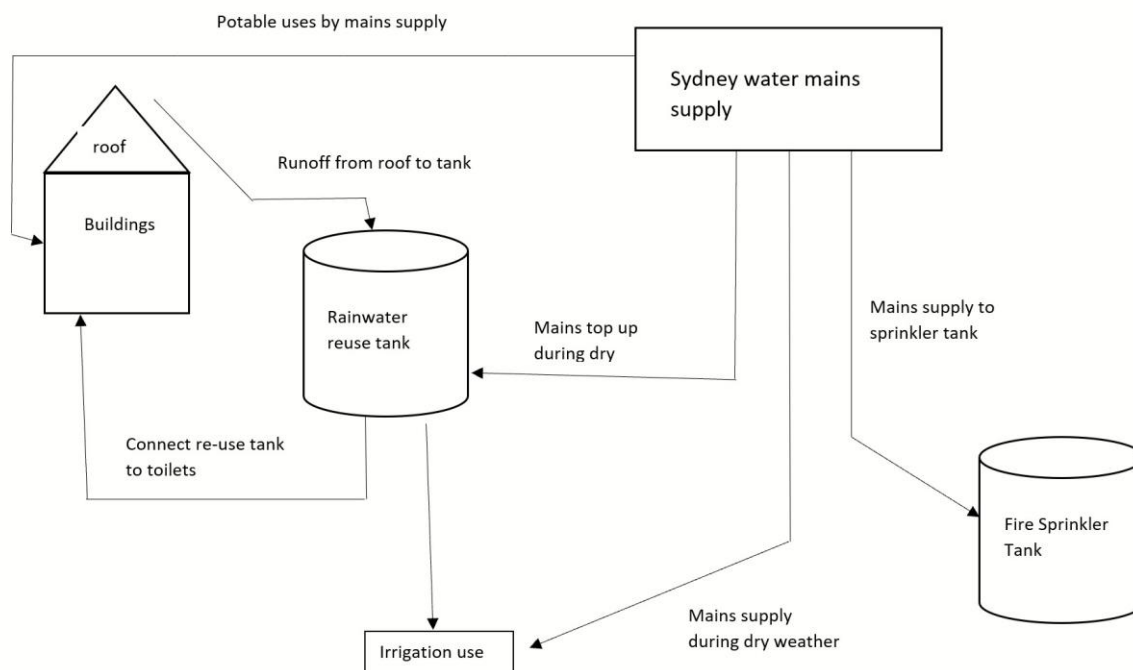 Potable uses by mains supply
Sydney water mains
supply
roof
Runoff from roof to tank
Buildings
Rainwater
reuse tank
Mains top up
during dry
Mains supply to
sprinkler tank
Connect re-use tank
to toilets
Fire Sprinkler
Tank
Mains supply
during dry weather
Irrigation use